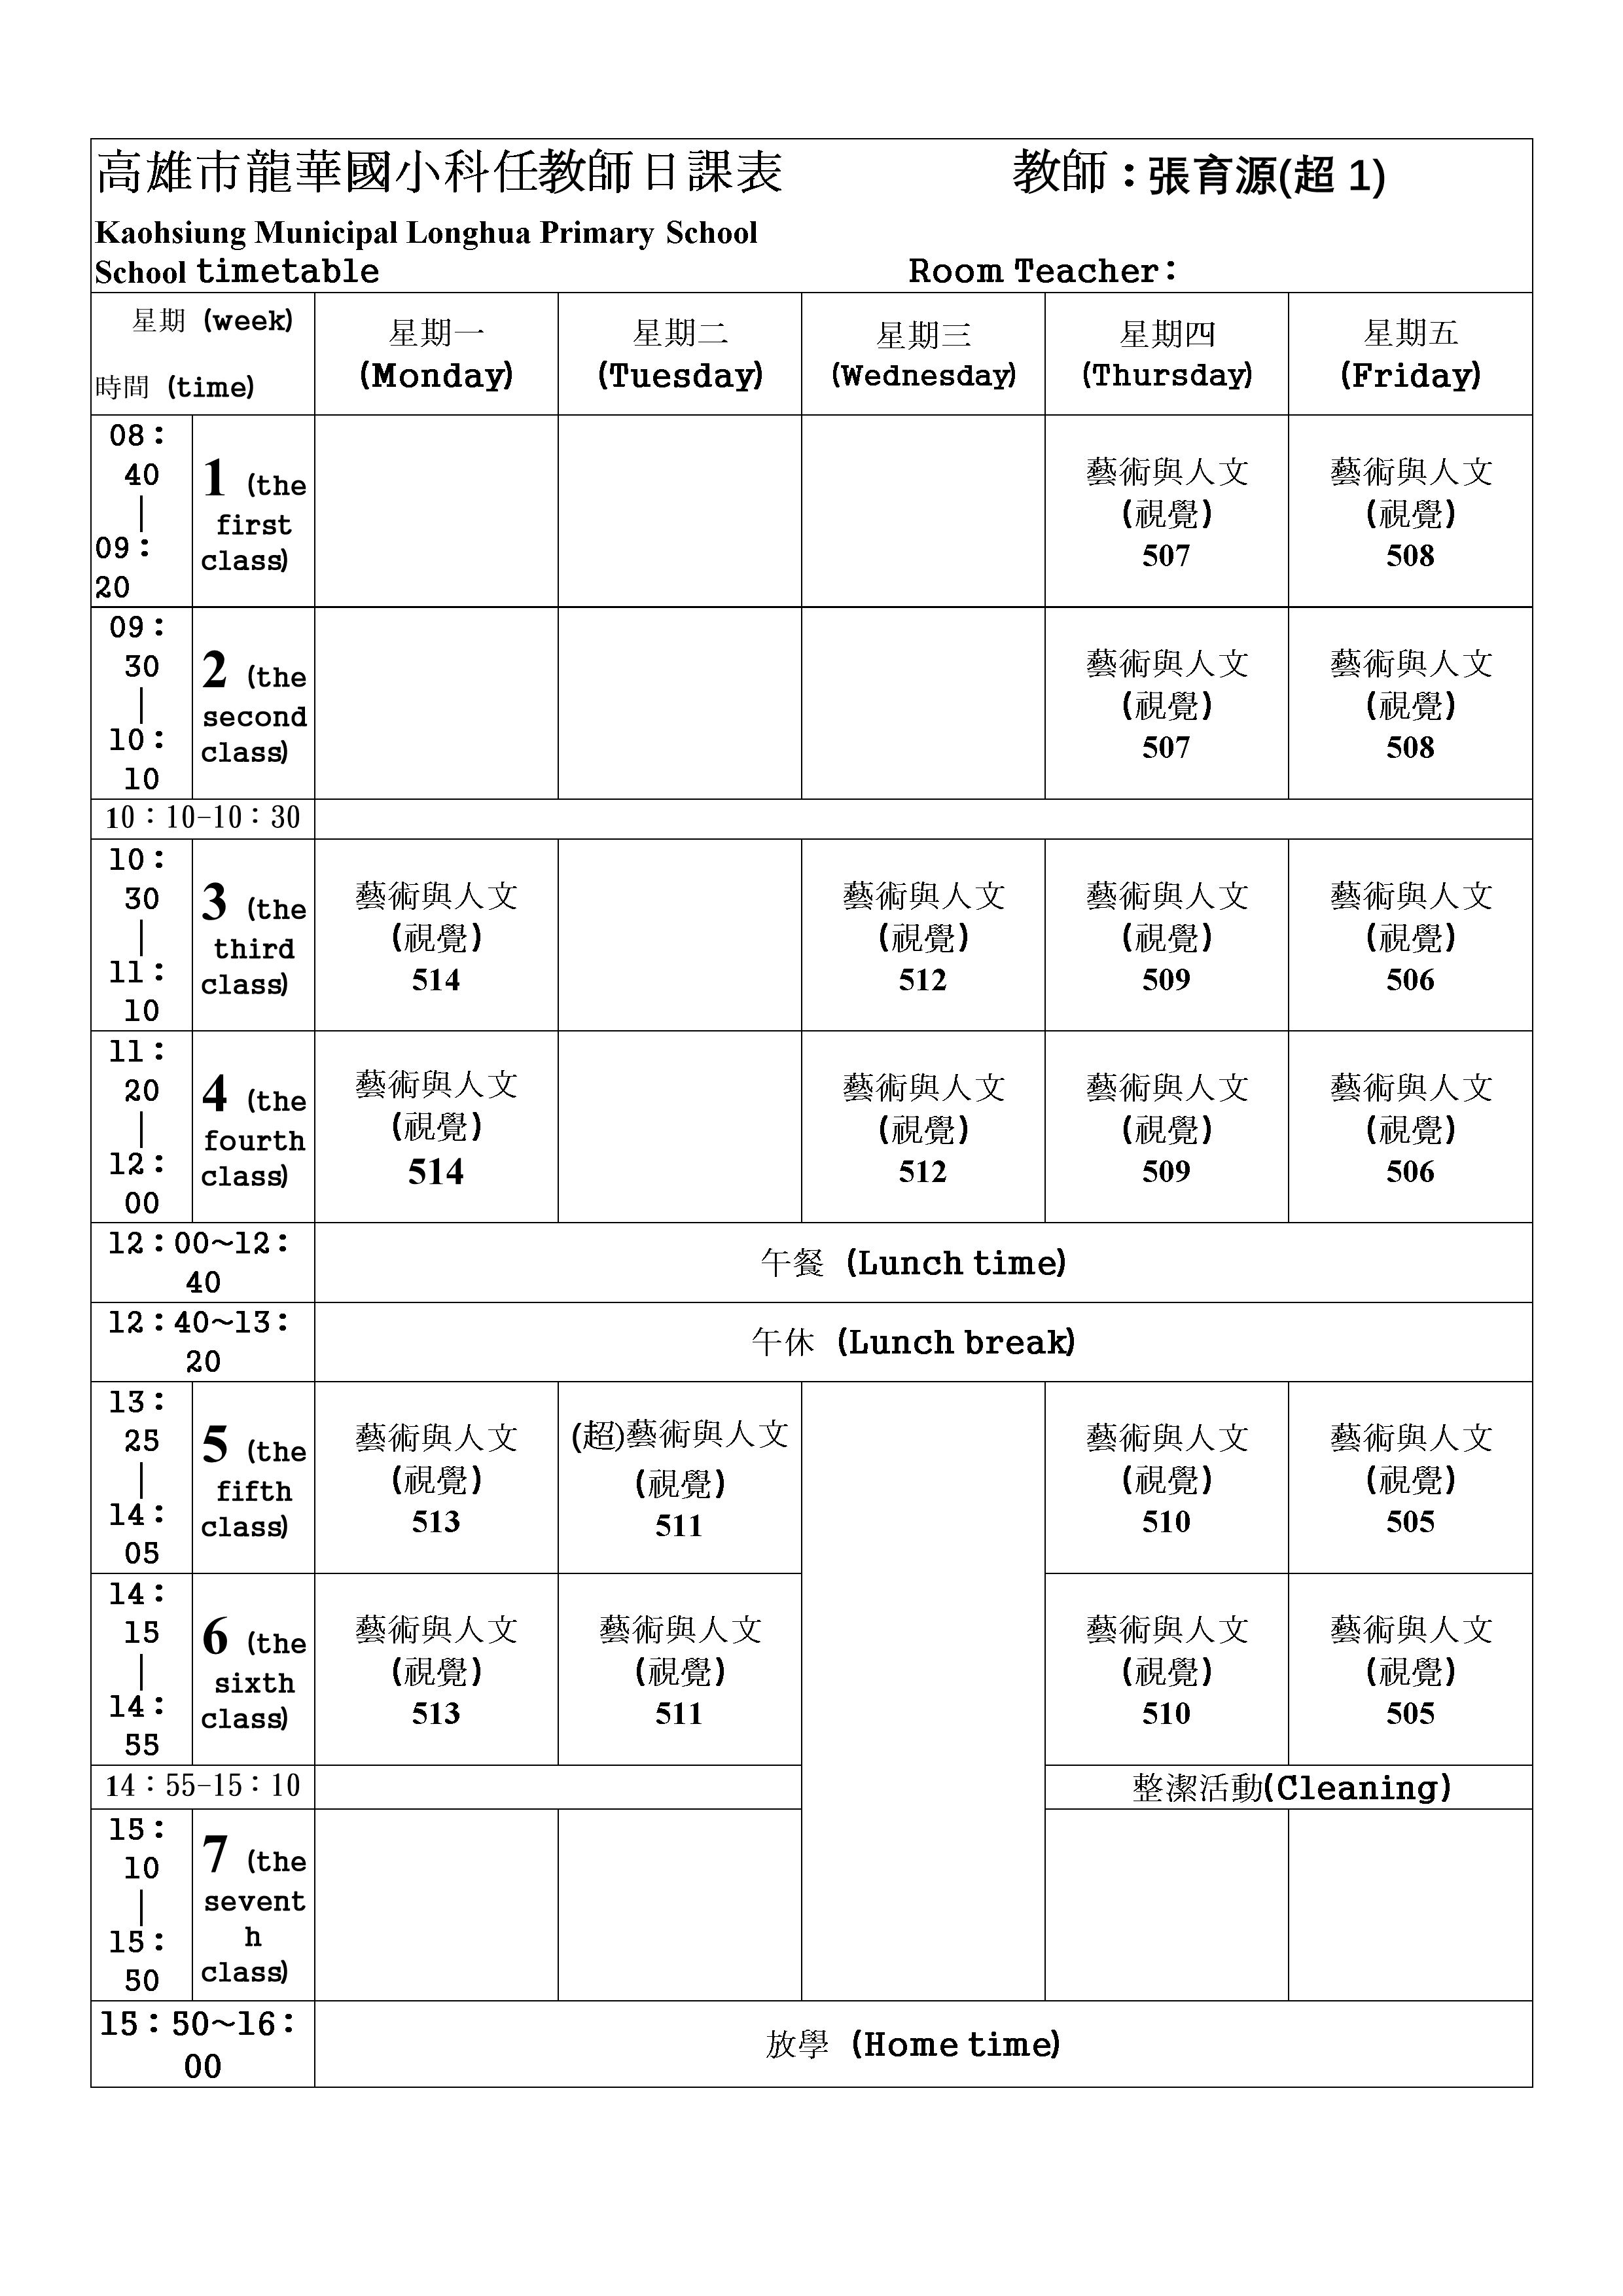 高雄市龍華國小科任教師日課表 教師：張育源(超 1)
Kaohsiung Municipal Longhua Primary School
School timetable Room Teacher：
星期 (week)
時間 (time)
星期一
(Monday)
星期二
(Tuesday)
星期三
(Wednesday)
星期四
(Thursday)
星期五
(Friday)
08：
40
｜
09：
20
1 (the
first
class)
藝術與人文
(視覺)
507
藝術與人文
(視覺)
508
09：
30
｜
10：
10
2 (the
second
class)
藝術與人文
(視覺)
507
藝術與人文
(視覺)
508
10：10-10：30
10：
30
｜
11：
10
3 (the
third
class)
藝術與人文
(視覺)
514
藝術與人文
(視覺)
512
藝術與人文
(視覺)
509
藝術與人文
(視覺)
506
11：
20
｜
12：
00
4 (the
fourth
class)
藝術與人文
(視覺)
514
藝術與人文
(視覺)
512
藝術與人文
(視覺)
509
藝術與人文
(視覺)
506
12：00~12：
40
午餐 (Lunch time)
12：40~13：
20
午休 (Lunch break)
13：
25
｜
14：
05
5 (the
fifth
class)
藝術與人文
(視覺)
513
(超)藝術與人文
(視覺)
511
藝術與人文
(視覺)
510
藝術與人文
(視覺)
505
14：
15
｜
14：
55
6 (the
sixth
class)
藝術與人文
(視覺)
513
藝術與人文
(視覺)
511
藝術與人文
(視覺)
510
藝術與人文
(視覺)
505
14：55-15：10
整潔活動(Cleaning)
15：
10
｜
15：
50
7 (the
sevent
h
class)
15：50~16：
00
放學 (Home time)